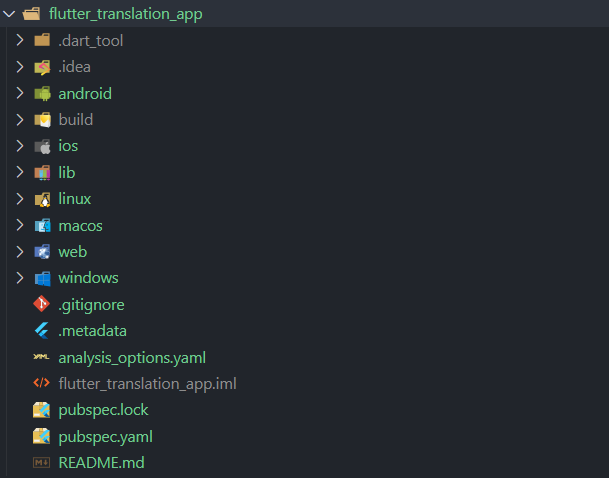 flutter_translation_app
.dart_tool
.idea
android
build
ios
lib
linux
macos
web
windows
.gitignore
.metadata
analysis_options.yaml
flutter_translation_app.iml
pubspec.lock
pubspec.yaml
README.md